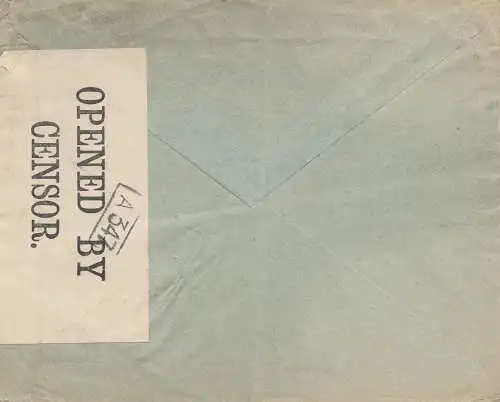 OPENED BY
CENSOR.
A 347